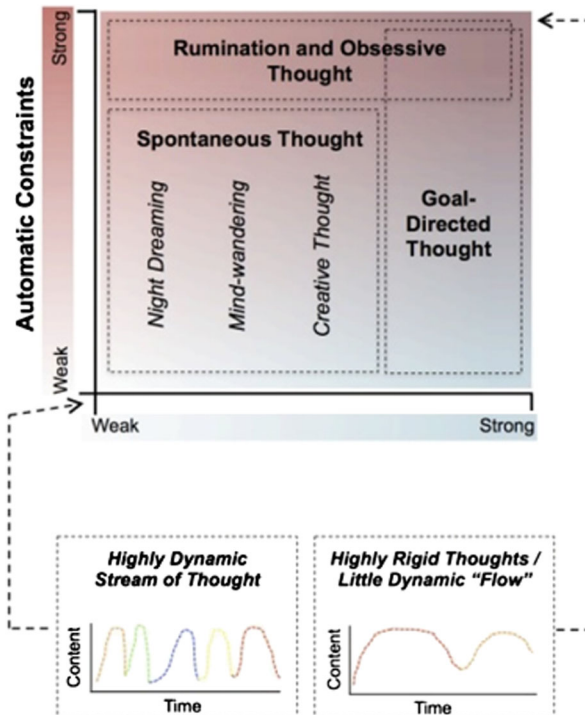 Strong
Automatic Constraints
Weak
Rumination and Obsessive
Thought
Spontaneous Thought
Night Dreaming
Mind-wandering
Creative Thought
Goal-
Directed
Thought
Weak
Strong
Highly Dynamic
Stream of Thought
Content
Time
Highly Rigid Thoughts /
Little Dynamic “Flow”
Content
Time